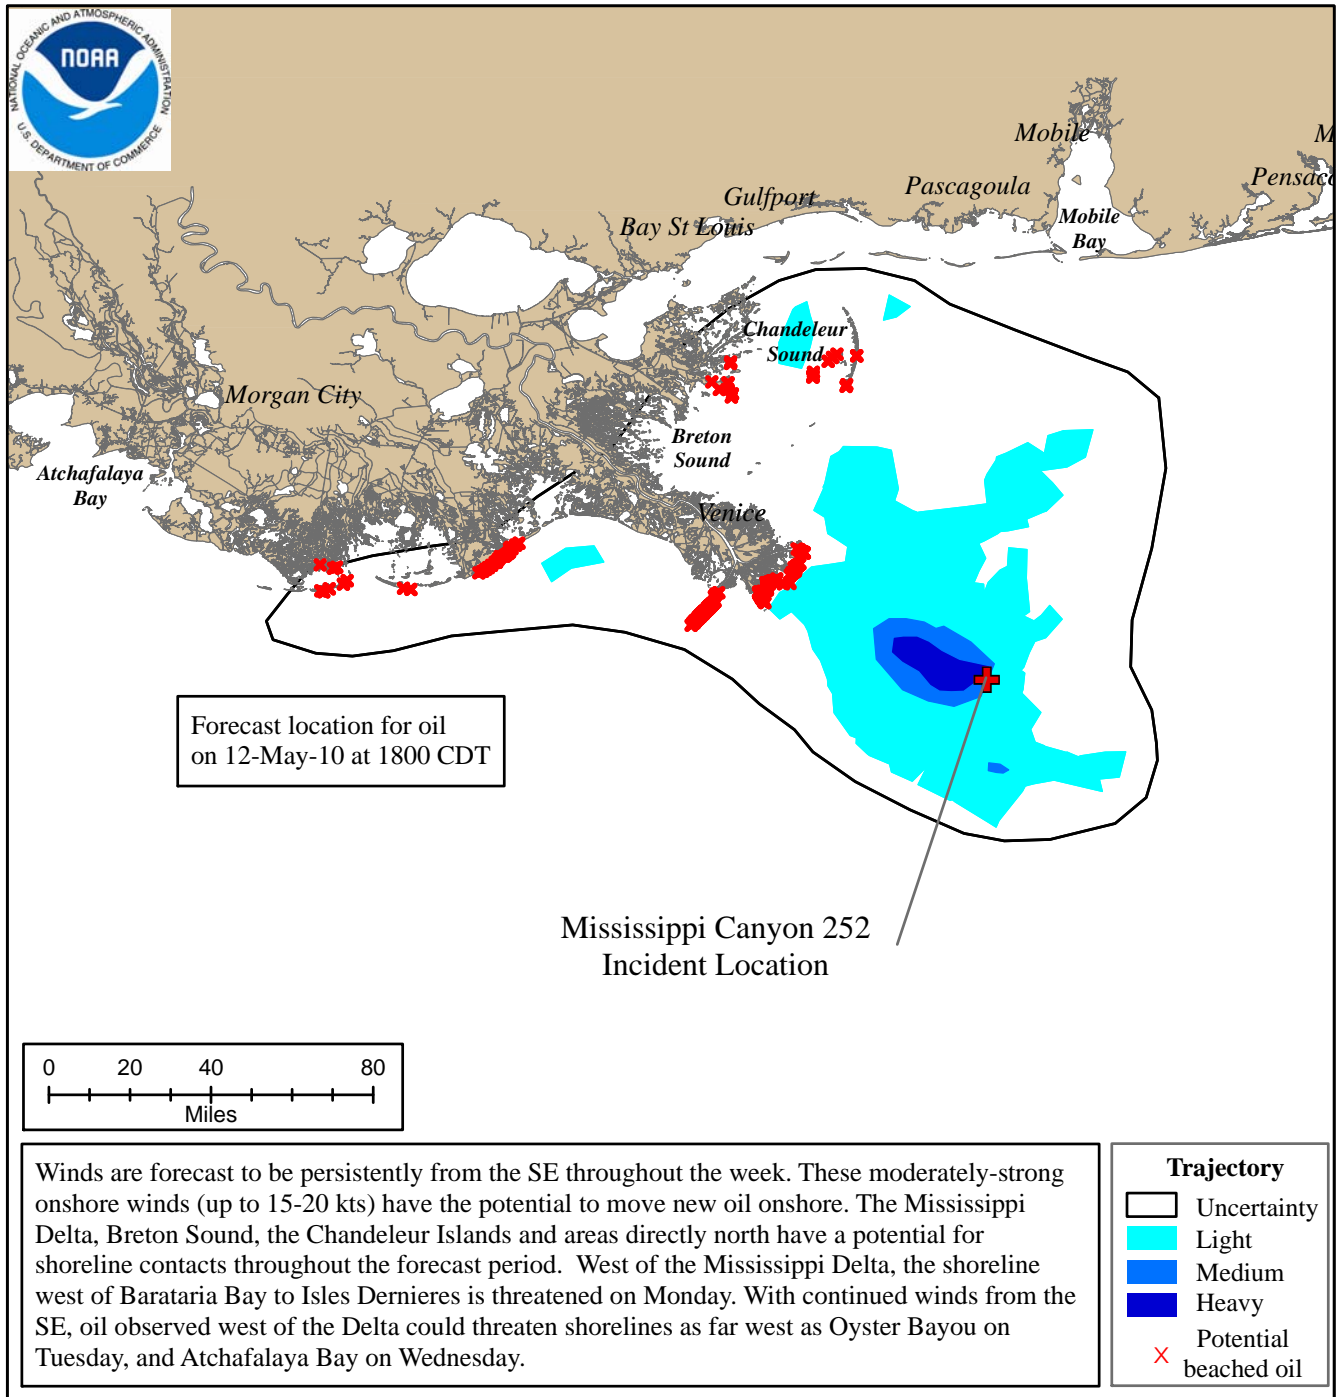 NATIONAL OCEANIC AND ATMOSPHERIC ADMINISTRATION
NOAA
U.S. DEPARTMENT OF COMMERCE
Mobile
M
Pensaco
Pascagoula
Gulfport
Bay St Louis
Mobile
Bay
Chandeleur
Sound
Morgan City
Breton
Sound
Atchafalaya
Bay
Venice
Forecast location for oil
on 12-May-10 at 1800 CDT
Mississippi Canyon 252
Incident Location
0 20 40 80
Miles
Winds are forecast to be persistently from the SE throughout the week. These moderately-strong
onshore winds (up to 15-20 kts) have the potential to move new oil onshore. The Mississippi
Delta, Breton Sound, the Chandeleur Islands and areas directly north have a potential for
shoreline contacts throughout the forecast period. West of the Mississippi Delta, the shoreline
west of Barataria Bay to Isles Dernieres is threatened on Monday. With continued winds from the
SE, oil observed west of the Delta could threaten shorelines as far west as Oyster Bayou on
Tuesday, and Atchafalaya Bay on Wednesday.
Trajectory
Uncertainty
Light
Medium
Heavy
X Potential
beached oil